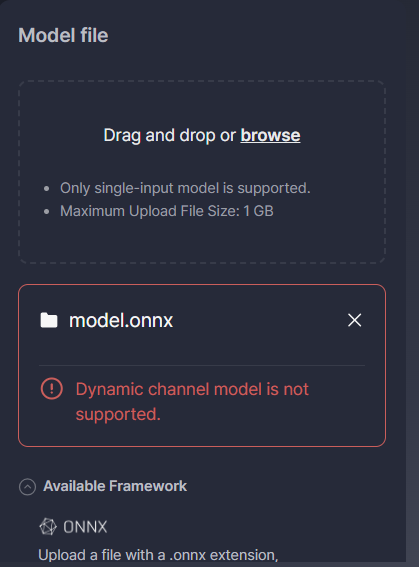 Model file
Drag and drop or browse
• Only single-input model is supported.
• Maximum Upload File Size: 1 GB
model.onnx
Dynamic channel model is not
supported.
Available Framework
ONNX
Upload a file with a .onnx extension,